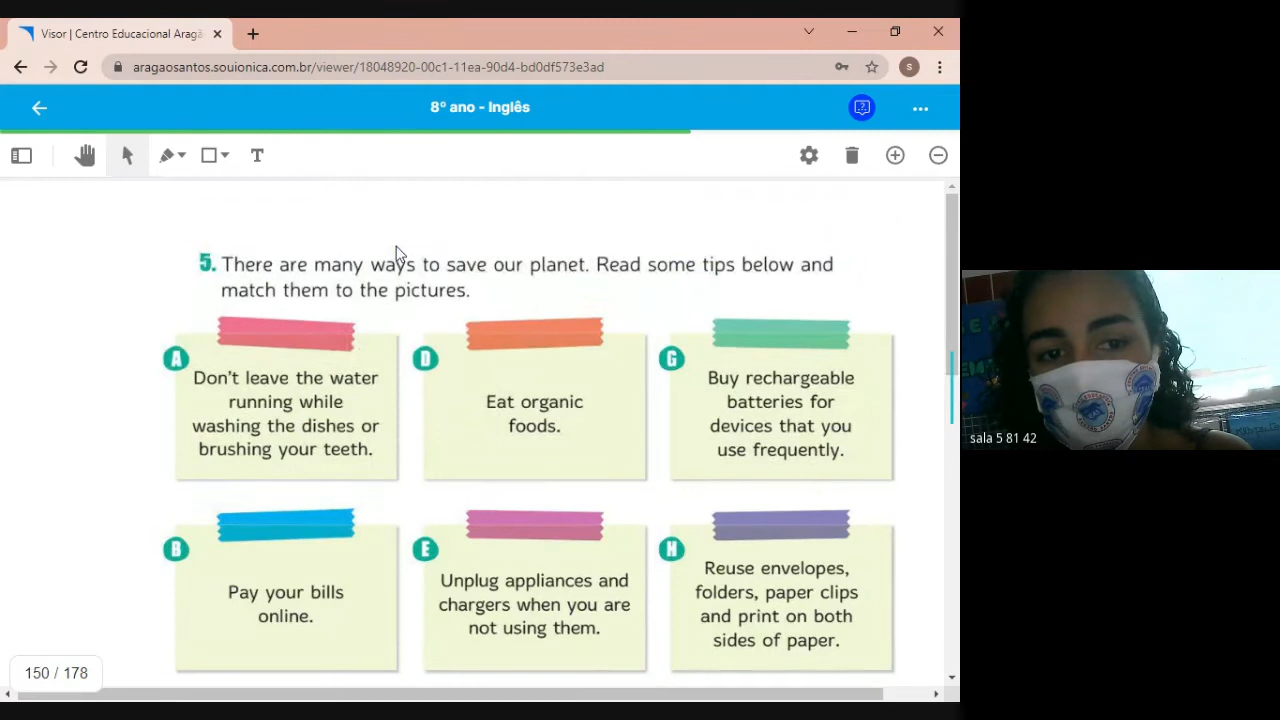 Visor | Centro Educacional Arag
aragaosantos.souionica.com.br/viewer/18048920-00c1-11ea-90d4-bd0df573e3ad
s
8º ano - Inglês
T
5. There are many ways to save our planet. Read some tips below and
match them to the pictures.
A
Don't leave the water
running while
washing the dishes or
brushing your teeth.
D
Eat organic
foods.
G
Buy rechargeable
batteries for
devices that you
use frequently.
B
Pay your bills
online.
E
Unplug appliances and
chargers when you are
not using them.
H
Reuse envelopes,
folders, paper clips
and print on both
sides of paper.
150 / 178
sala 5 81 42